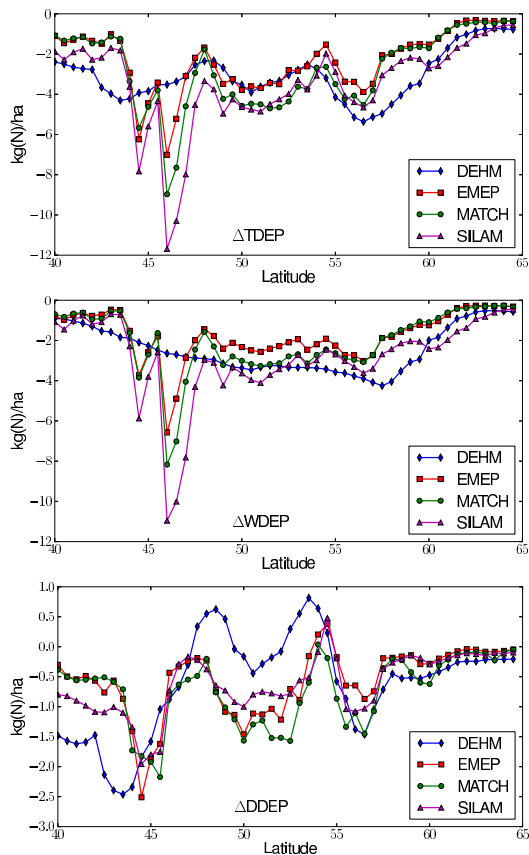 0
−2
−4
−6
−8
−10
−12
kg(N)/ha
DEHM
EMEP
MATCH
SILAM
ΔTDEP
40 45 50 55 60 65
Latitude
0
−2
−4
−6
−8
−10
−12
kg(N)/ha
DEHM
EMEP
MATCH
SILAM
ΔWDEP
40 45 50 55 60 65
Latitude
1.0
0.5
0.0
−0.5
−1.0
−1.5
−2.0
−2.5
−3.0
kg(N)/ha
DEHM
EMEP
MATCH
SILAM
ΔDDEP
40 45 50 55 60 65
Latitude